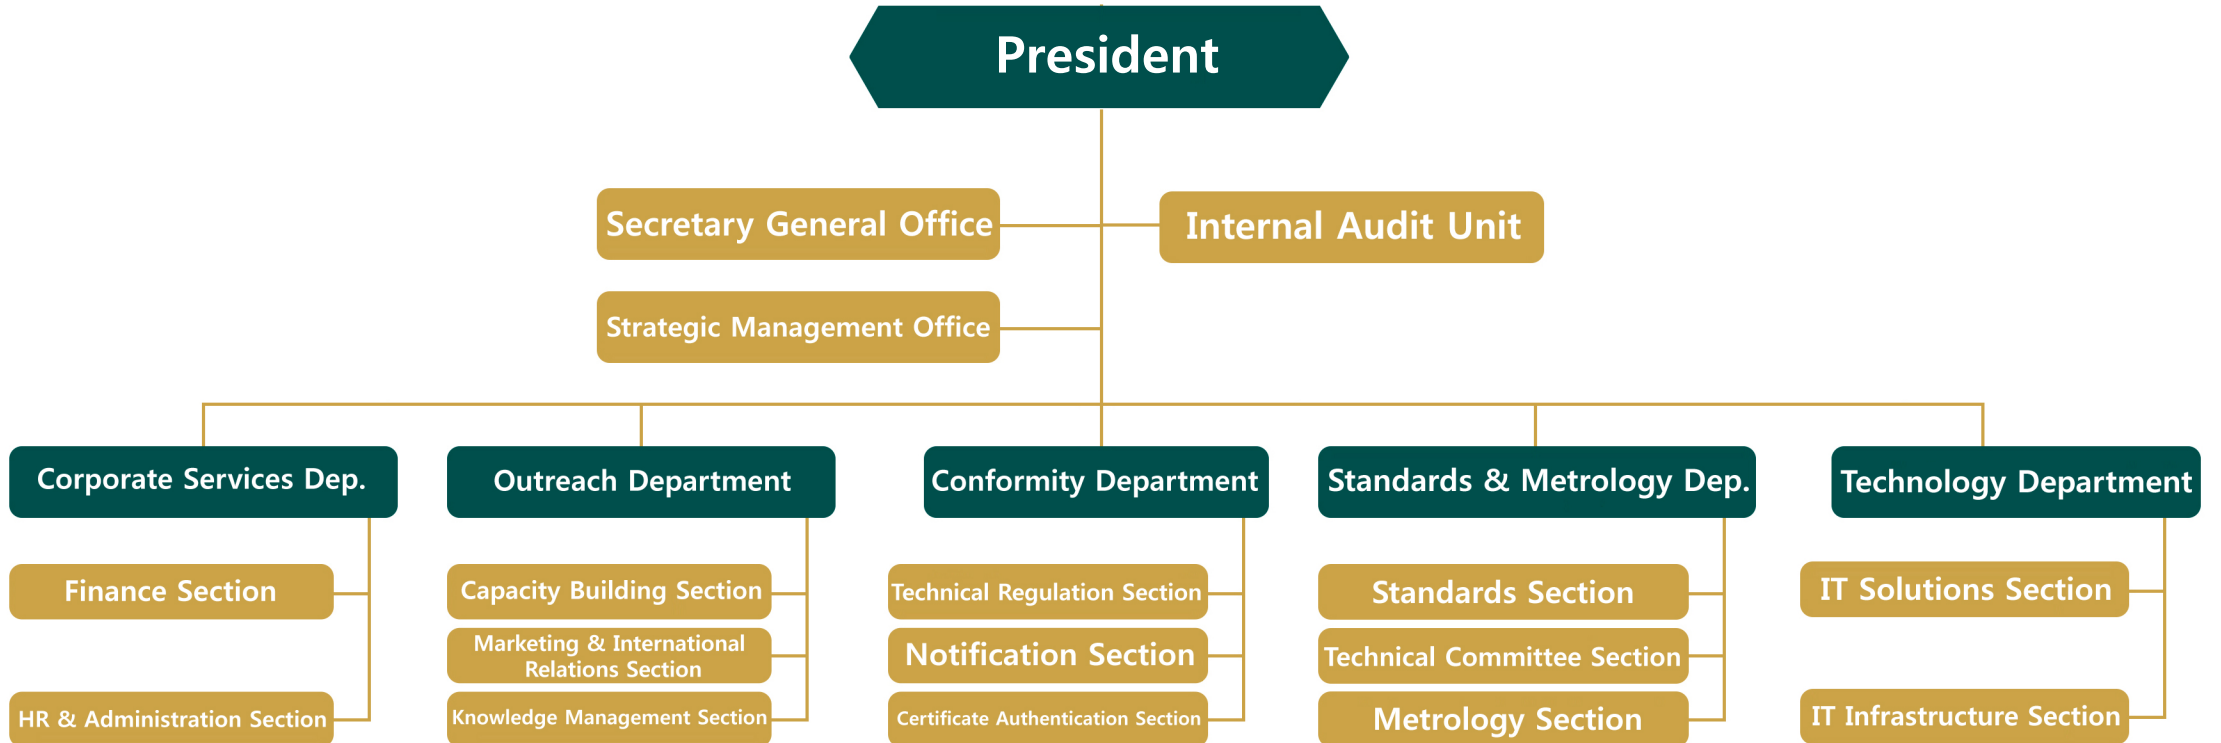 President
Secretary General Office
Internal Audit Unit
Strategic Management Office
Corporate Services Dep.
Outreach Department
Conformity Department
Standards & Metrology Dep.
Technology Department
Finance Section
Capacity Building Section
Technical Regulation Section
Standards Section
IT Solutions Section
Marketing & International
Relations Section
Notification Section
Technical Committee Section
HR & Administration Section
Knowledge Management Section
Certificate Authentication Section
Metrology Section
IT Infrastructure Section